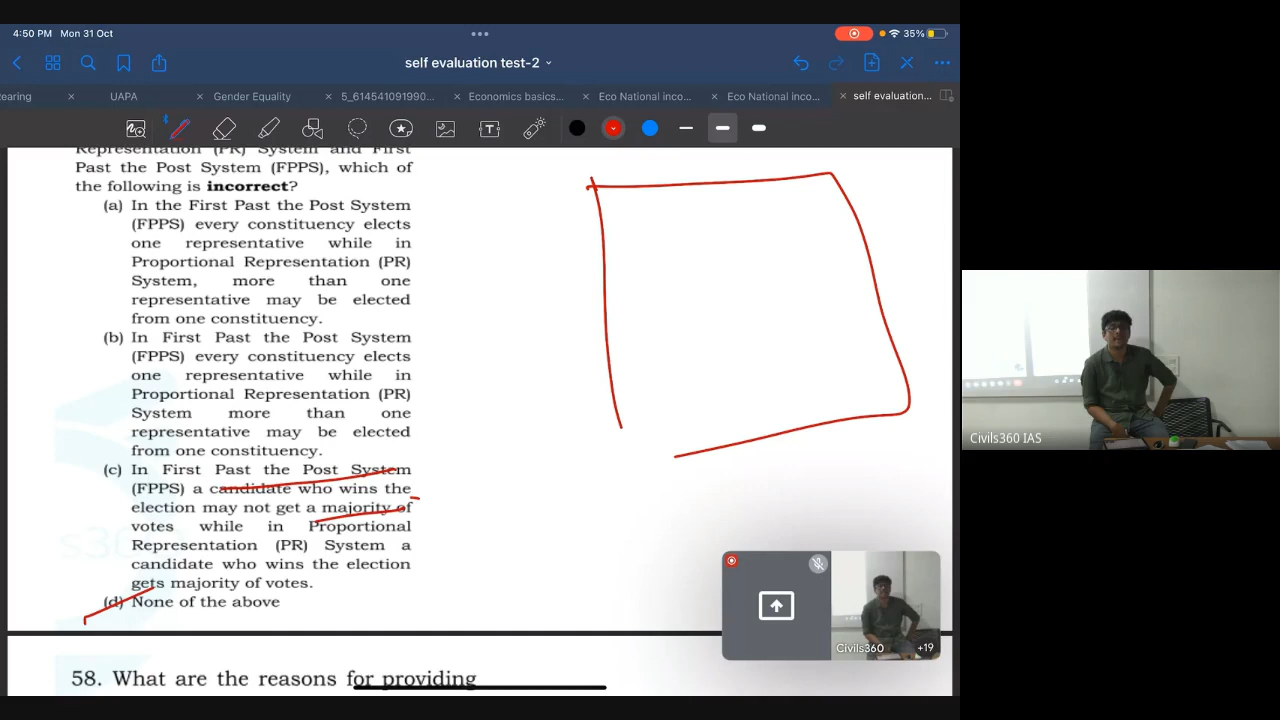 4:50 PM Mon 31 Oct
35%
self evaluation test-2
earing
UAPA
Gender Equality
5_614541091990...
Economics basics...
Eco National inco...
Eco National inco...
self evaluation...
Representation (PR) System and First
Past the Post System (FPPS), which of
the following is incorrect?
(a) In the First Past the Post System
(FPPS) every constituency elects
one representative while in
Proportional Representation (PR)
System, more than one
representative may be elected
from one constituency.
(b) In First Past the Post System
(FPPS) every constituency elects
one representative while in
Proportional Representation (PR)
System more than one
representative may be elected
from one constituency.
(c) In First Past the Post System
(FPPS) a candidate who wins the
election may not get a majority of
votes while in Proportional
Representation (PR) System a
candidate who wins the election
gets majority of votes.
(d) None of the above
58. What are the reasons for providing
Civils360
+19
Civils360 IAS